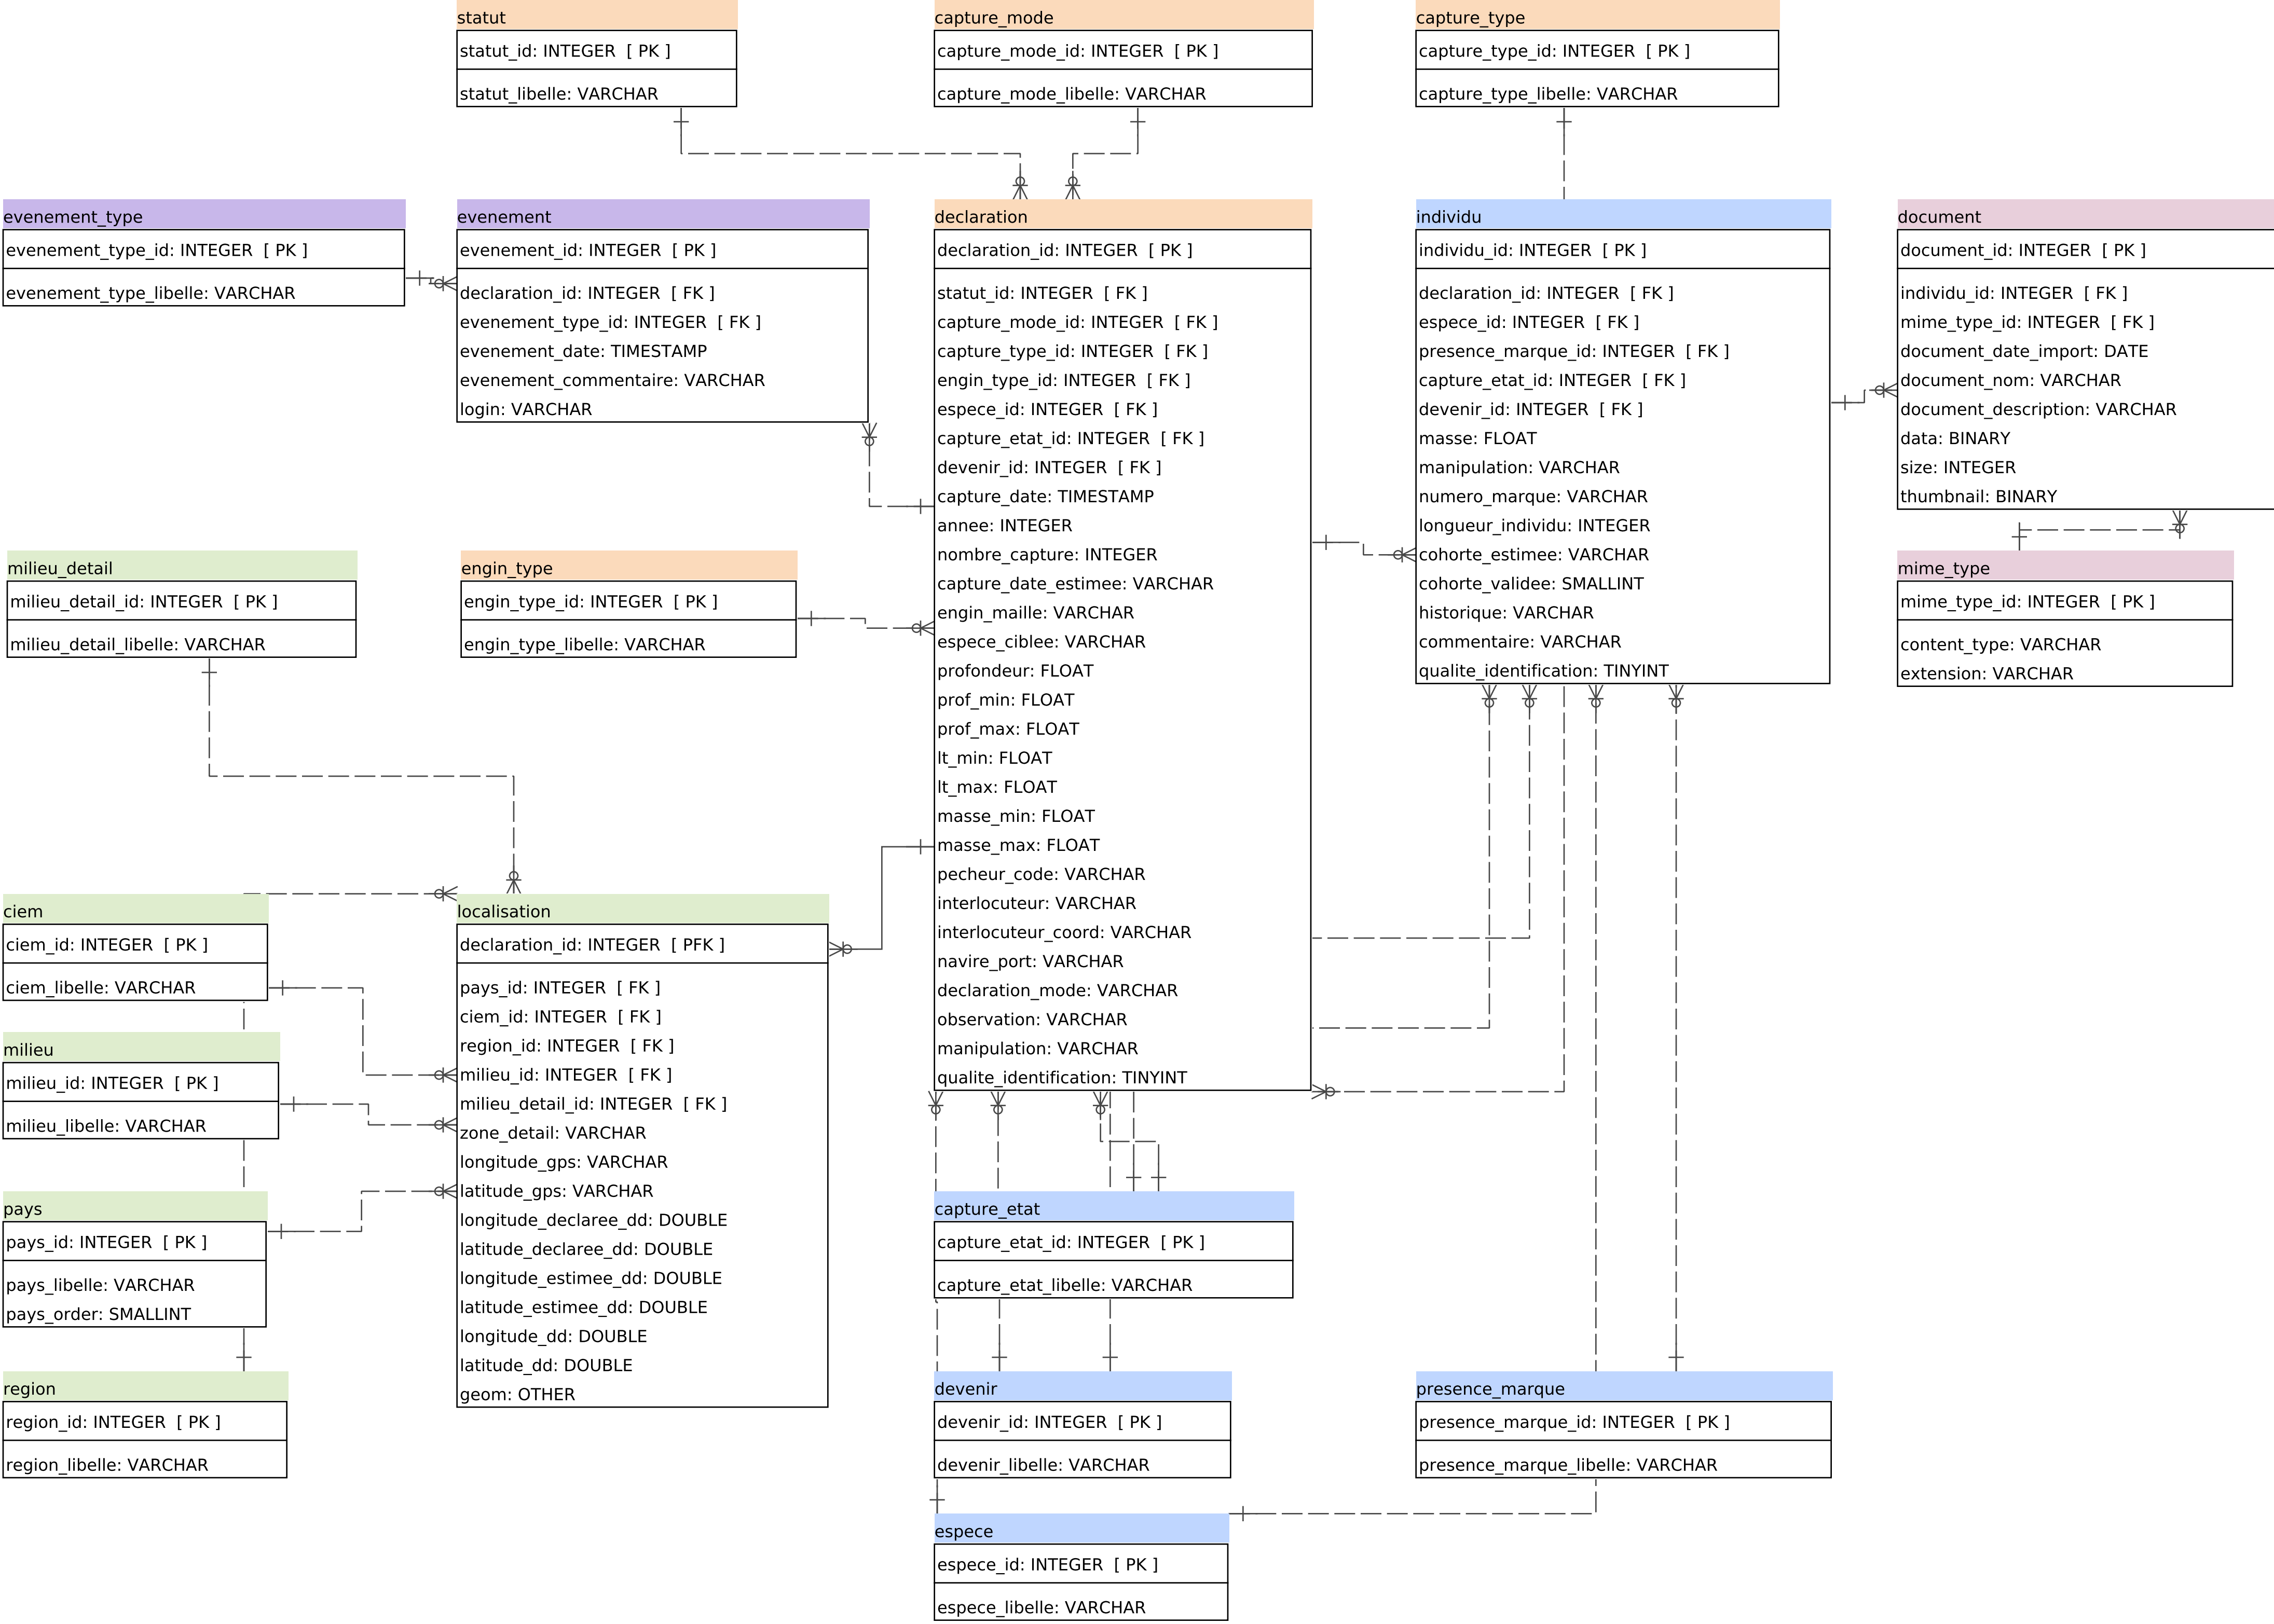 statut
statut_id: INTEGER [ PK ]
statut_libelle: VARCHAR
capture_mode
capture_mode_id: INTEGER [ PK ]
capture_mode_libelle: VARCHAR
capture_type
capture_type_id: INTEGER [ PK ]
capture_type_libelle: VARCHAR
evenement_type
evenement_type_id: INTEGER [ PK ]
evenement_type_libelle: VARCHAR
evenement
evenement_id: INTEGER [ PK ]
declaration_id: INTEGER [ FK ]
evenement_type_id: INTEGER [ FK ]
evenement_date: TIMESTAMP
evenement_commentaire: VARCHAR
login: VARCHAR
declaration
declaration_id: INTEGER [ PK ]
statut_id: INTEGER [ FK ]
capture_mode_id: INTEGER [ FK ]
capture_type_id: INTEGER [ FK ]
engin_type_id: INTEGER [ FK ]
espece_id: INTEGER [ FK ]
capture_etat_id: INTEGER [ FK ]
devenir_id: INTEGER [ FK ]
capture_date: TIMESTAMP
annee: INTEGER
nombre_capture: INTEGER
capture_date_estimee: VARCHAR
engin_maille: VARCHAR
espece_ciblee: VARCHAR
profondeur: FLOAT
prof_min: FLOAT
prof_max: FLOAT
lt_min: FLOAT
lt_max: FLOAT
masse_min: FLOAT
masse_max: FLOAT
pecheur_code: VARCHAR
interlocuteur: VARCHAR
interlocuteur_coord: VARCHAR
navire_port: VARCHAR
declaration_mode: VARCHAR
observation: VARCHAR
manipulation: VARCHAR
qualite_identification: TINYINT
individu
individu_id: INTEGER [ PK ]
declaration_id: INTEGER [ FK ]
espece_id: INTEGER [ FK ]
presence_marque_id: INTEGER [ FK ]
capture_etat_id: INTEGER [ FK ]
devenir_id: INTEGER [ FK ]
masse: FLOAT
manipulation: VARCHAR
numero_marque: VARCHAR
longueur_individu: INTEGER
cohorte_estimee: VARCHAR
cohorte_validee: SMALLINT
historique: VARCHAR
commentaire: VARCHAR
qualite_identification: TINYINT
document
document_id: INTEGER [ PK ]
individu_id: INTEGER [ FK ]
mime_type_id: INTEGER [ FK ]
document_date_import: DATE
document_nom: VARCHAR
document_description: VARCHAR
data: BINARY
size: INTEGER
thumbnail: BINARY
milieu_detail
milieu_detail_id: INTEGER [ PK ]
milieu_detail_libelle: VARCHAR
engin_type
engin_type_id: INTEGER [ PK ]
engin_type_libelle: VARCHAR
mime_type
mime_type_id: INTEGER [ PK ]
content_type: VARCHAR
extension: VARCHAR
ciem
ciem_id: INTEGER [ PK ]
ciem_libelle: VARCHAR
localisation
declaration_id: INTEGER [ PFK ]
pays_id: INTEGER [ FK ]
ciem_id: INTEGER [ FK ]
region_id: INTEGER [ FK ]
milieu_id: INTEGER [ FK ]
milieu_detail_id: INTEGER [ FK ]
zone_detail: VARCHAR
longitude_gps: VARCHAR
latitude_gps: VARCHAR
longitude_declaree_dd: DOUBLE
latitude_declaree_dd: DOUBLE
longitude_estimee_dd: DOUBLE
latitude_estimee_dd: DOUBLE
longitude_dd: DOUBLE
latitude_dd: DOUBLE
geom: OTHER
milieu
milieu_id: INTEGER [ PK ]
milieu_libelle: VARCHAR
pays
pays_id: INTEGER [ PK ]
pays_libelle: VARCHAR
pays_order: SMALLINT
capture_etat
capture_etat_id: INTEGER [ PK ]
capture_etat_libelle: VARCHAR
region
region_id: INTEGER [ PK ]
region_libelle: VARCHAR
devenir
devenir_id: INTEGER [ PK ]
devenir_libelle: VARCHAR
presence_marque
presence_marque_id: INTEGER [ PK ]
presence_marque_libelle: VARCHAR
espece
espece_id: INTEGER [ PK ]
espece_libelle: VARCHAR